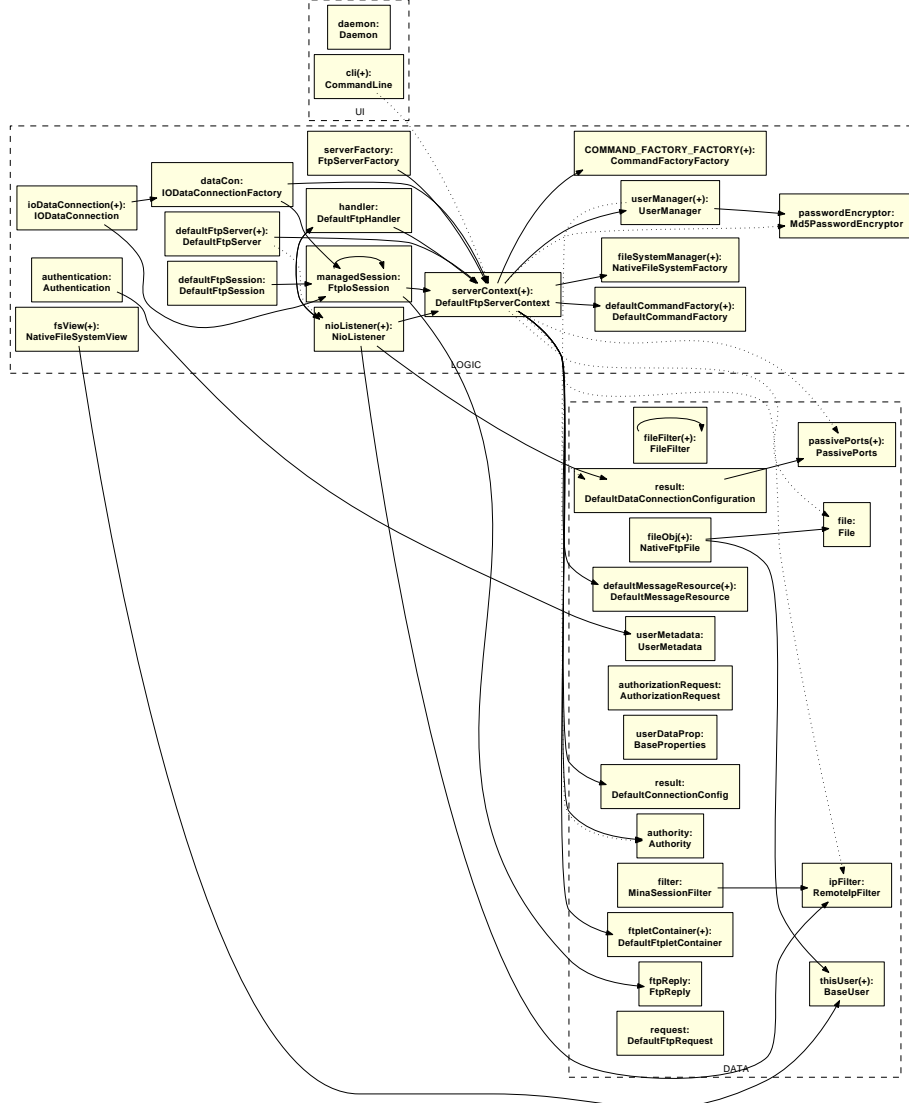 daemon:
Daemon
cli(+):
CommandLine
UI
serverFactory:
FtpServerFactory
COMMAND_FACTORY_FACTORY(+):
CommandFactoryFactory
dataCon:
IODataConnectionFactory
ioDataConnection(+):
IODataConnection
handler:
DefaultFtpHandler
userManager(+):
UserManager
passwordEncryptor:
Md5PasswordEncryptor
defaultFtpServer(+):
DefaultFtpServer
fileSystemManager:
NativeFileSystemFactory
authentication:
Authentication
defaultFtpSession:
DefaultFtpSession
managedSession:
FtpIoSession
serverContext(+):
DefaultFtpServerContext
defaultCommandFactory(+):
DefaultCommandFactory
fsView(+):
NativeFileSystemView
nioListener(+):
NioListener
LOGIC
fileFilter(+):
FileFilter
passivePorts(+):
PassivePorts
result:
DefaultDataConnectionConfiguration
file:
File
fileObj(+):
NativeFtpFile
defaultMessageResource(+):
DefaultMessageResource
userMetadata:
UserMetadata
authorizationRequest:
AuthorizationRequest
userDataProp:
BaseProperties
result:
DefaultConnectionConfig
authority:
Authority
filter:
MinaSessionFilter
ipFilter:
RemoteIpFilter
ftpletContainer(+):
DefaultFtpletContainer
ftpReply:
FtpReply
thisUser(+):
BaseUser
request:
DefaultFtpRequest
DATA